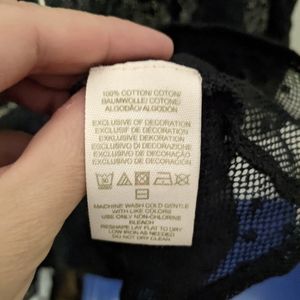 100% COTTON/ COTON/
BAUMWOLLE/ COTONE/
ALGODÃO/ ALGODÓN
EXCLUSIVE OF DECORATION
EXCLUSIF DE DÉCORATION
EXKLUSIVE DEKORATION
ESCLUSIVO DI DECORAZIONE
EXCLUSIVO DE DECORAÇÃO
EXCLUSIVO DE DECORACIÓN
30
MACHINE WASH COLD GENTLE
WITH LIKE COLORS
USE ONLY NON-CHLORINE
BLEACH
RESHAPE LAY FLAT TO DRY
LOW IRON AS NEEDED
DO NOT DRY CLEAN